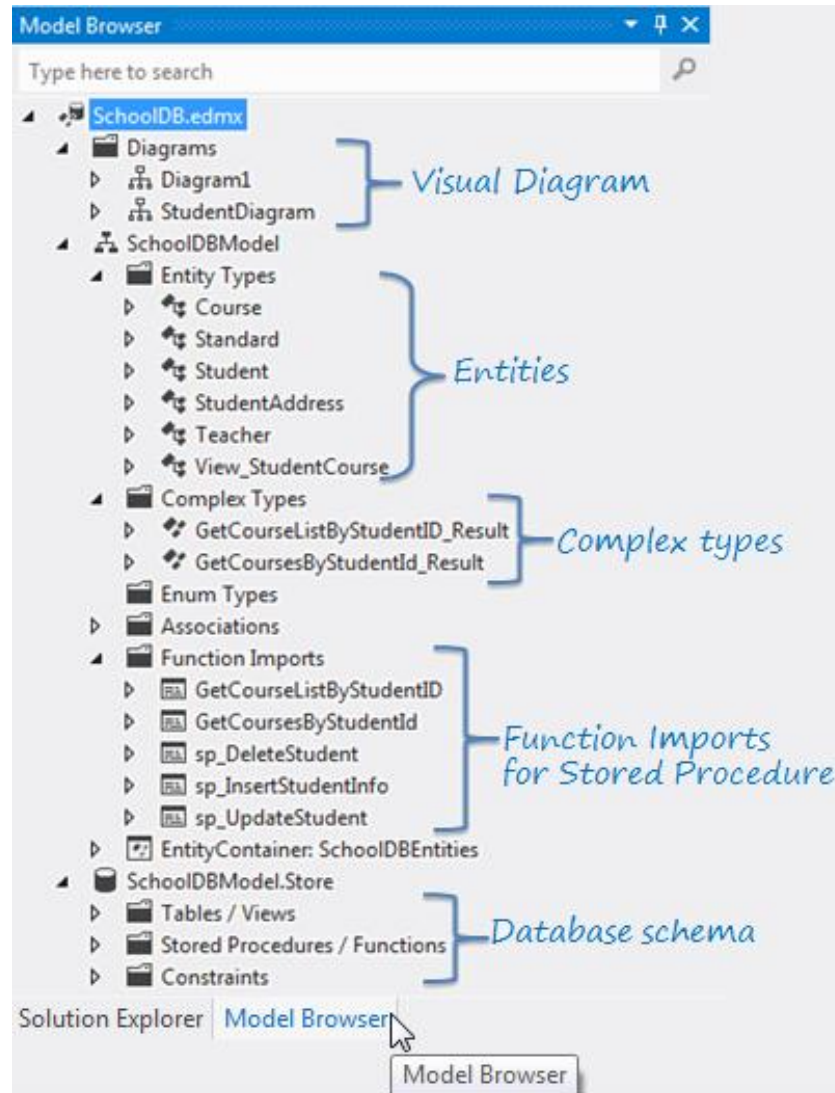 Model Browser
Type here to search
SchoolDB.edmx
Diagrams
Diagram1
Visual Diagram
StudentDiagram
SchoolDBModel
Entity Types
Course
Standard
Student
Entities
StudentAddress
Teacher
View_StudentCourse
Complex Types
GetCourseListByStudentID_Result
Complex types
GetCoursesByStudentId_Result
Enum Types
Associations
Function Imports
GetCourseListByStudentID
GetCoursesByStudentId
Function Imports
for Stored Procedure
sp_DeleteStudent
sp_InsertStudentInfo
sp_UpdateStudent
EntityContainer: SchoolDBEntities
SchoolDBModel.Store
Tables / Views
Stored Procedures / Functions
Database schema
Constraints
Solution Explorer Model Browser
Model Browser